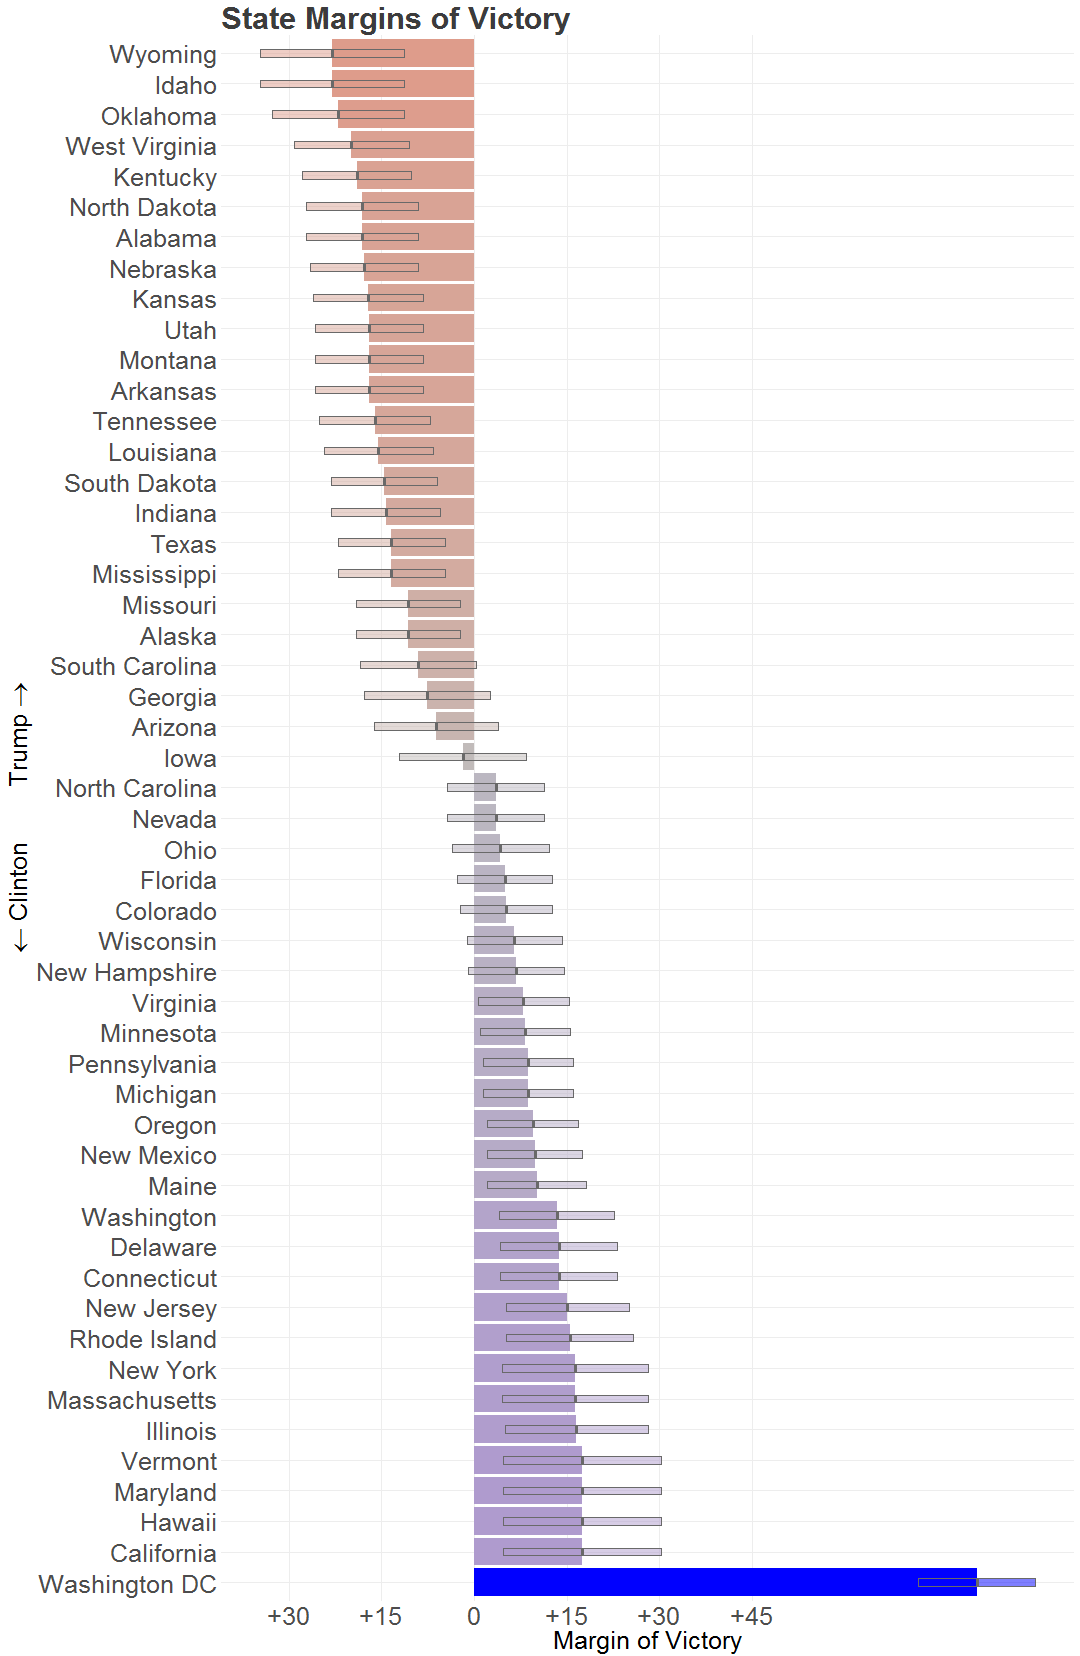 State Margins of Victory
Wyoming
Idaho
Oklahoma
West Virginia
Kentucky
North Dakota
Alabama
Nebraska
Kansas
Utah
Montana
Arkansas
Tennessee
Louisiana
South Dakota
Indiana
Texas
Mississippi
Missouri
Alaska
South Carolina
Georgia
Arizona
Iowa
North Carolina
Nevada
Ohio
Florida
Colorado
Wisconsin
New Hampshire
Virginia
Minnesota
Pennsylvania
Michigan
Oregon
New Mexico
Maine
Washington
Delaware
Connecticut
New Jersey
Rhode Island
New York
Massachusetts
Illinois
Vermont
Maryland
Hawaii
California
Washington DC
← Clinton Trump →
+30 +15 0 +15 +30 +45
Margin of Victory